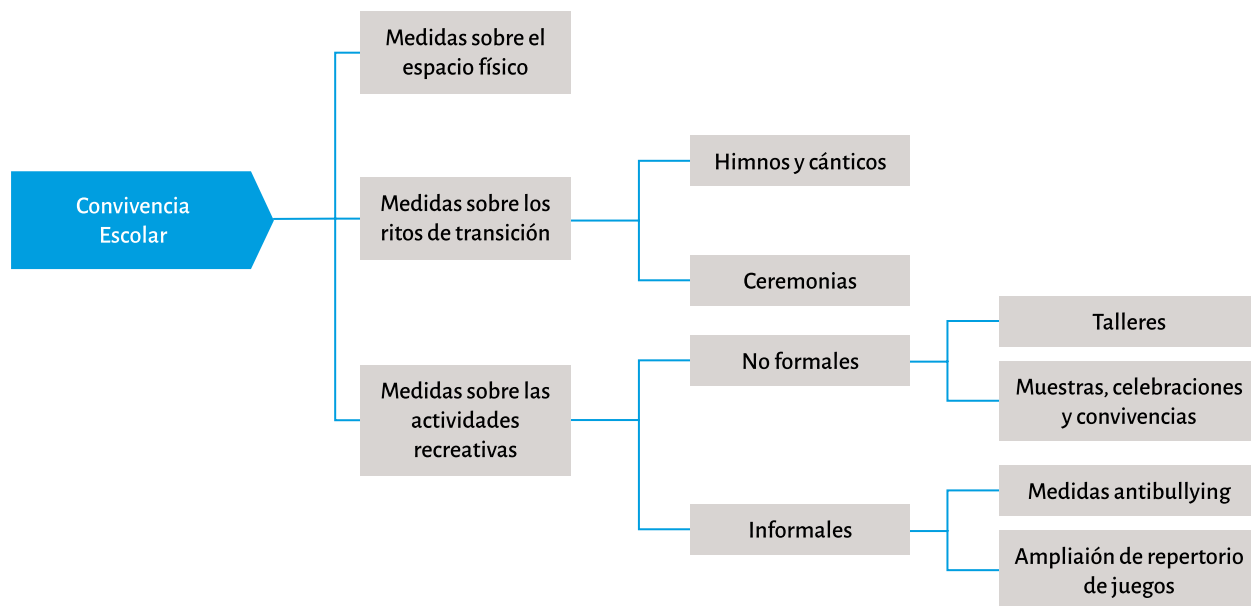 Convivencia
Escolar
Medidas sobre el
espacio físico
Medidas sobre los
ritos de transición
Himnos y cánticos
Ceremonias
Medidas sobre las
actividades
recreativas
No formales
Talleres
Muestras, celebraciones
y convivencias
Informales
Medidas antibullying
Ampliaión de repertorio
de juegos